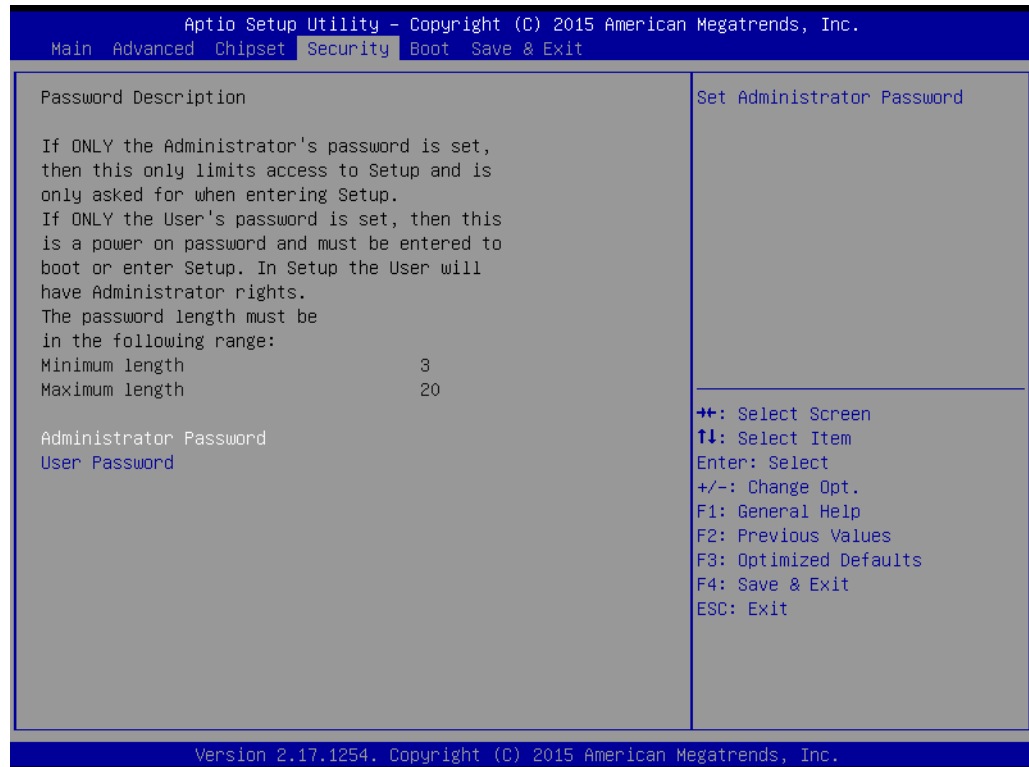 Aptio Setup Utility – Copyright (C) 2015 American Megatrends, Inc.
Main Advanced Chipset Security Boot Save & Exit
Password Description
If ONLY the Administrator's password is set,
then this only limits access to Setup and is
only asked for when entering Setup.
If ONLY the User's password is set, then this
is a power on password and must be entered to
boot or enter Setup. In Setup the User will
have Administrator rights.
The password length must be
in the following range:
Minimum length 3
Maximum length 20
Administrator Password
User Password
Set Administrator Password
→←: Select Screen
↑↓: Select Item
Enter: Select
+/-: Change Opt.
F1: General Help
F2: Previous Values
F3: Optimized Defaults
F4: Save & Exit
ESC: Exit
Version 2.17.1254. Copyright (C) 2015 American Megatrends, Inc.